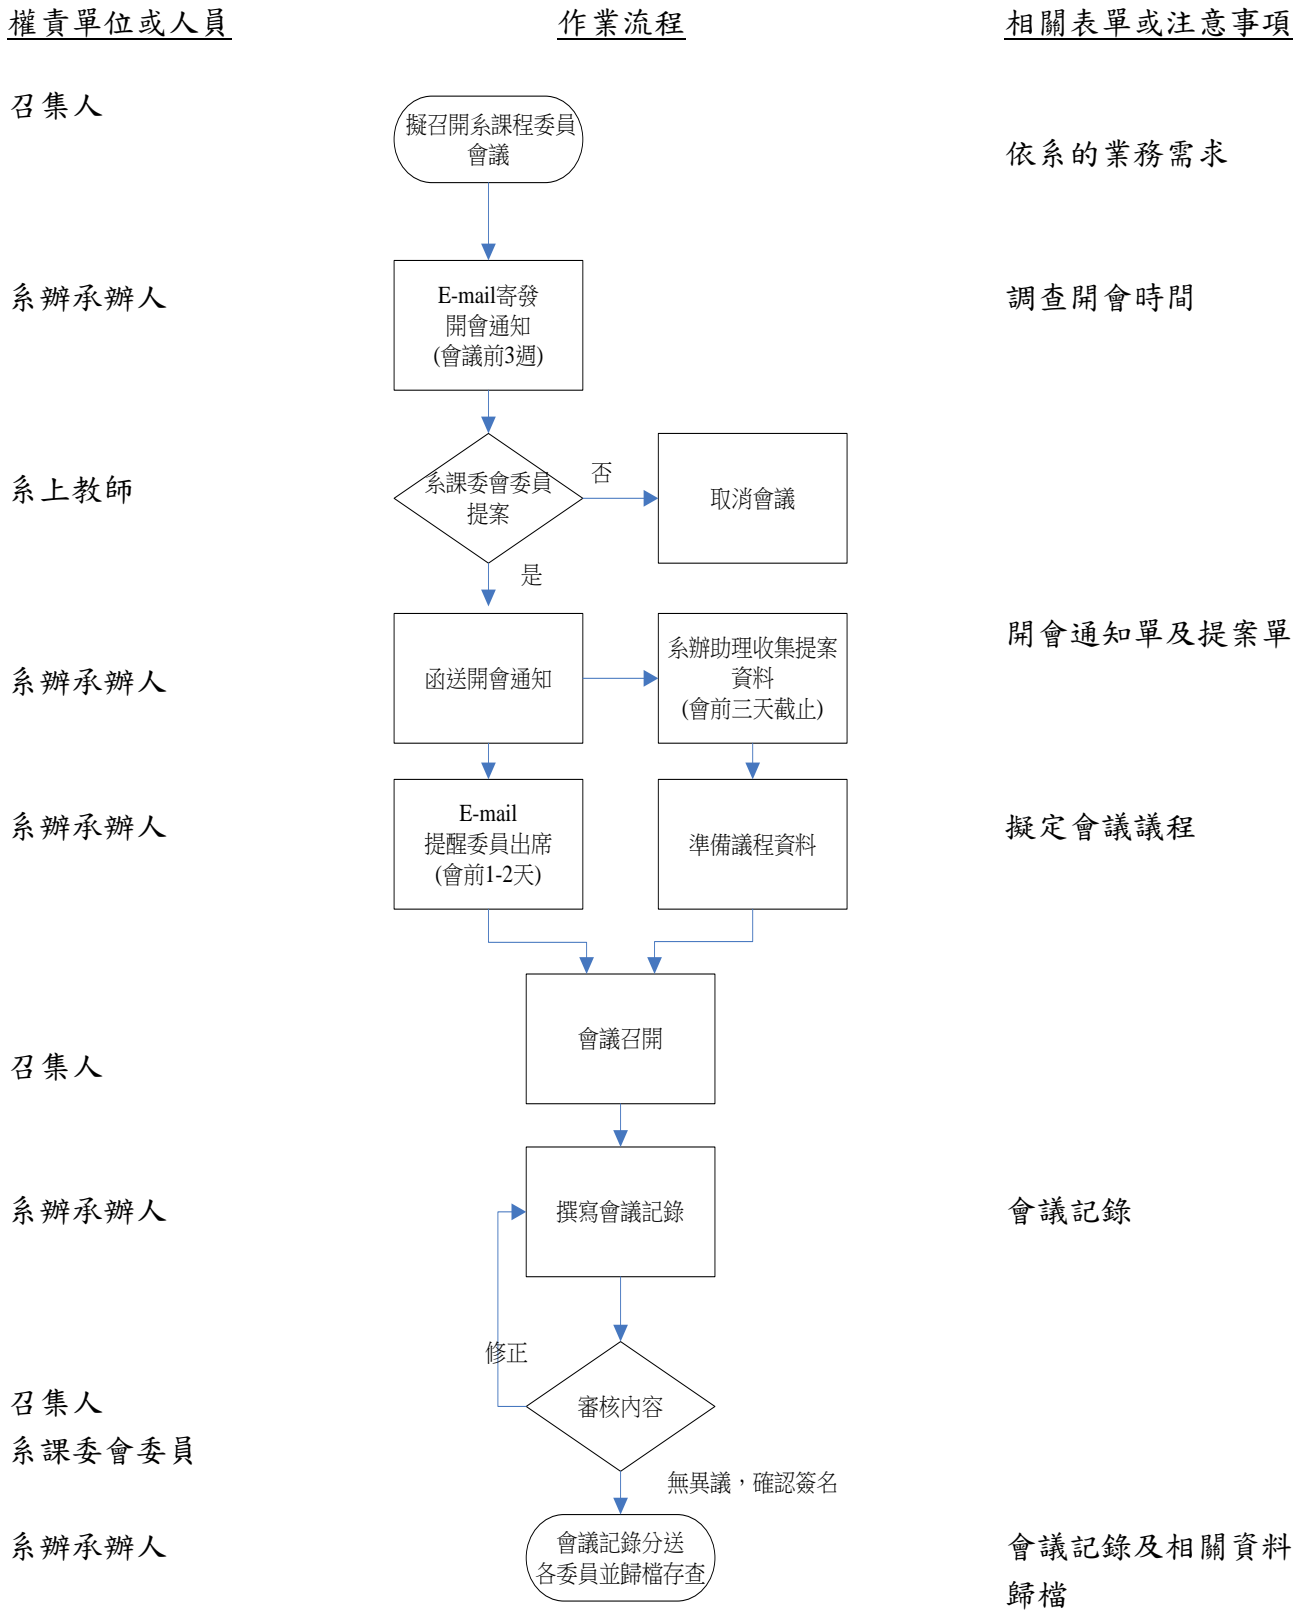 權責單位或人員
作業流程
相關表單或注意事項
召集人
擬召開系課程委員
會議
依系的業務需求
系辦承辦人
E-mail寄發
開會通知
(會議前3週)
調查開會時間
系上教師
系課委會委員
提案
否
取消會議
是
開會通知單及提案單
系辦承辦人
函送開會通知
系辦助理收集提案
資料
(會前三天截止)
系辦承辦人
E-mail
提醒委員出席
(會前1-2天)
準備議程資料
擬定會議議程
會議召開
召集人
系辦承辦人
撰寫會議記錄
會議記錄
修正
召集人
系課委會委員
審核內容
無異議，確認簽名
系辦承辦人
會議記錄分送
各委員並歸檔存查
會議記錄及相關資料
歸檔